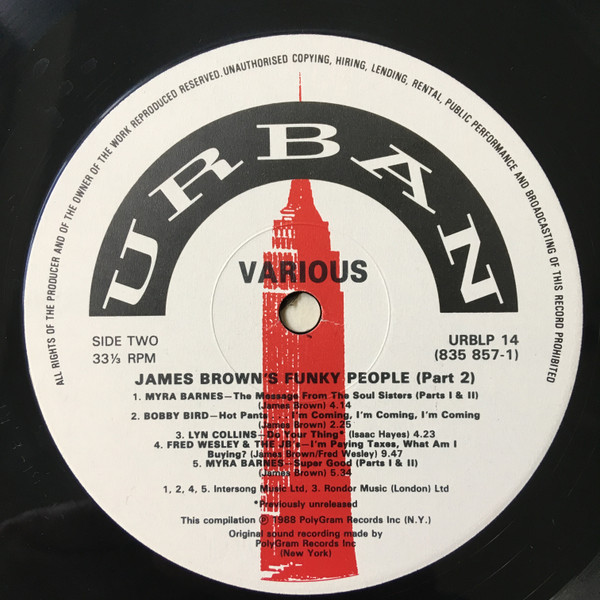 ALL RIGHTS OF THE PRODUCER AND OF THE OWNER OF THE WORK REPRODUCED RESERVED. UNAUTHORISED COPYING, HIRING, LENDING, RENTAL, PUBLIC PERFORMANCE AND BROADCASTING OF THIS RECORD PROHIBITED
URBAN
VARIOUS
SIDE TWO
33⅓ RPM
URBLP 14
(835 857-1)
JAMES BROWN'S FUNKY PEOPLE (Part 2)
1. MYRA BARNES—The Message From The Soul Sisters (Parts I & II)
(James Brown) 4.14
2. BOBBY BIRD—Hot Pants — I'm Coming, I'm Coming, I'm Coming
(James Brown) 2.25
3. LYN COLLINS—Do Your Thing* (Isaac Hayes) 4.23
4. FRED WESLEY & THE JB's—I'm Paying Taxes, What Am I
Buying? (James Brown/Fred Wesley) 9.47
5. MYRA BARNES—Super Good (Parts I & II)
(James Brown) 5.34
1, 2, 4, 5. Intersong Music Ltd, 3. Rondor Music (London) Ltd
*Previously unreleased
This compilation ℗ 1988 PolyGram Records Inc (N.Y.)
Original sound recording made by
PolyGram Records Inc
(New York)